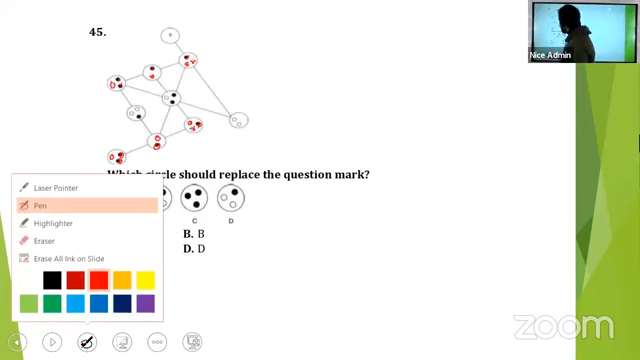 45.
?
Nice Admin
Which circle should replace the question mark?
C D
B. B
D. D
Laser Pointer
Pen
Highlighter
Eraser
Erase All Ink on Slide
zoom